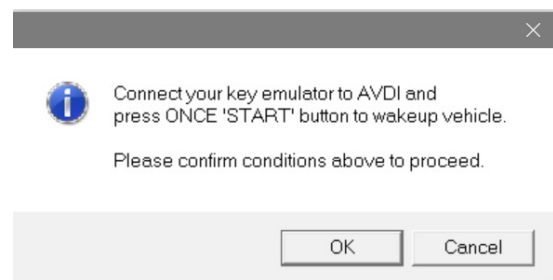 Connect your key emulator to AVDI and
press ONCE 'START' button to wakeup vehicle.
Please confirm conditions above to proceed.
OK
Cancel